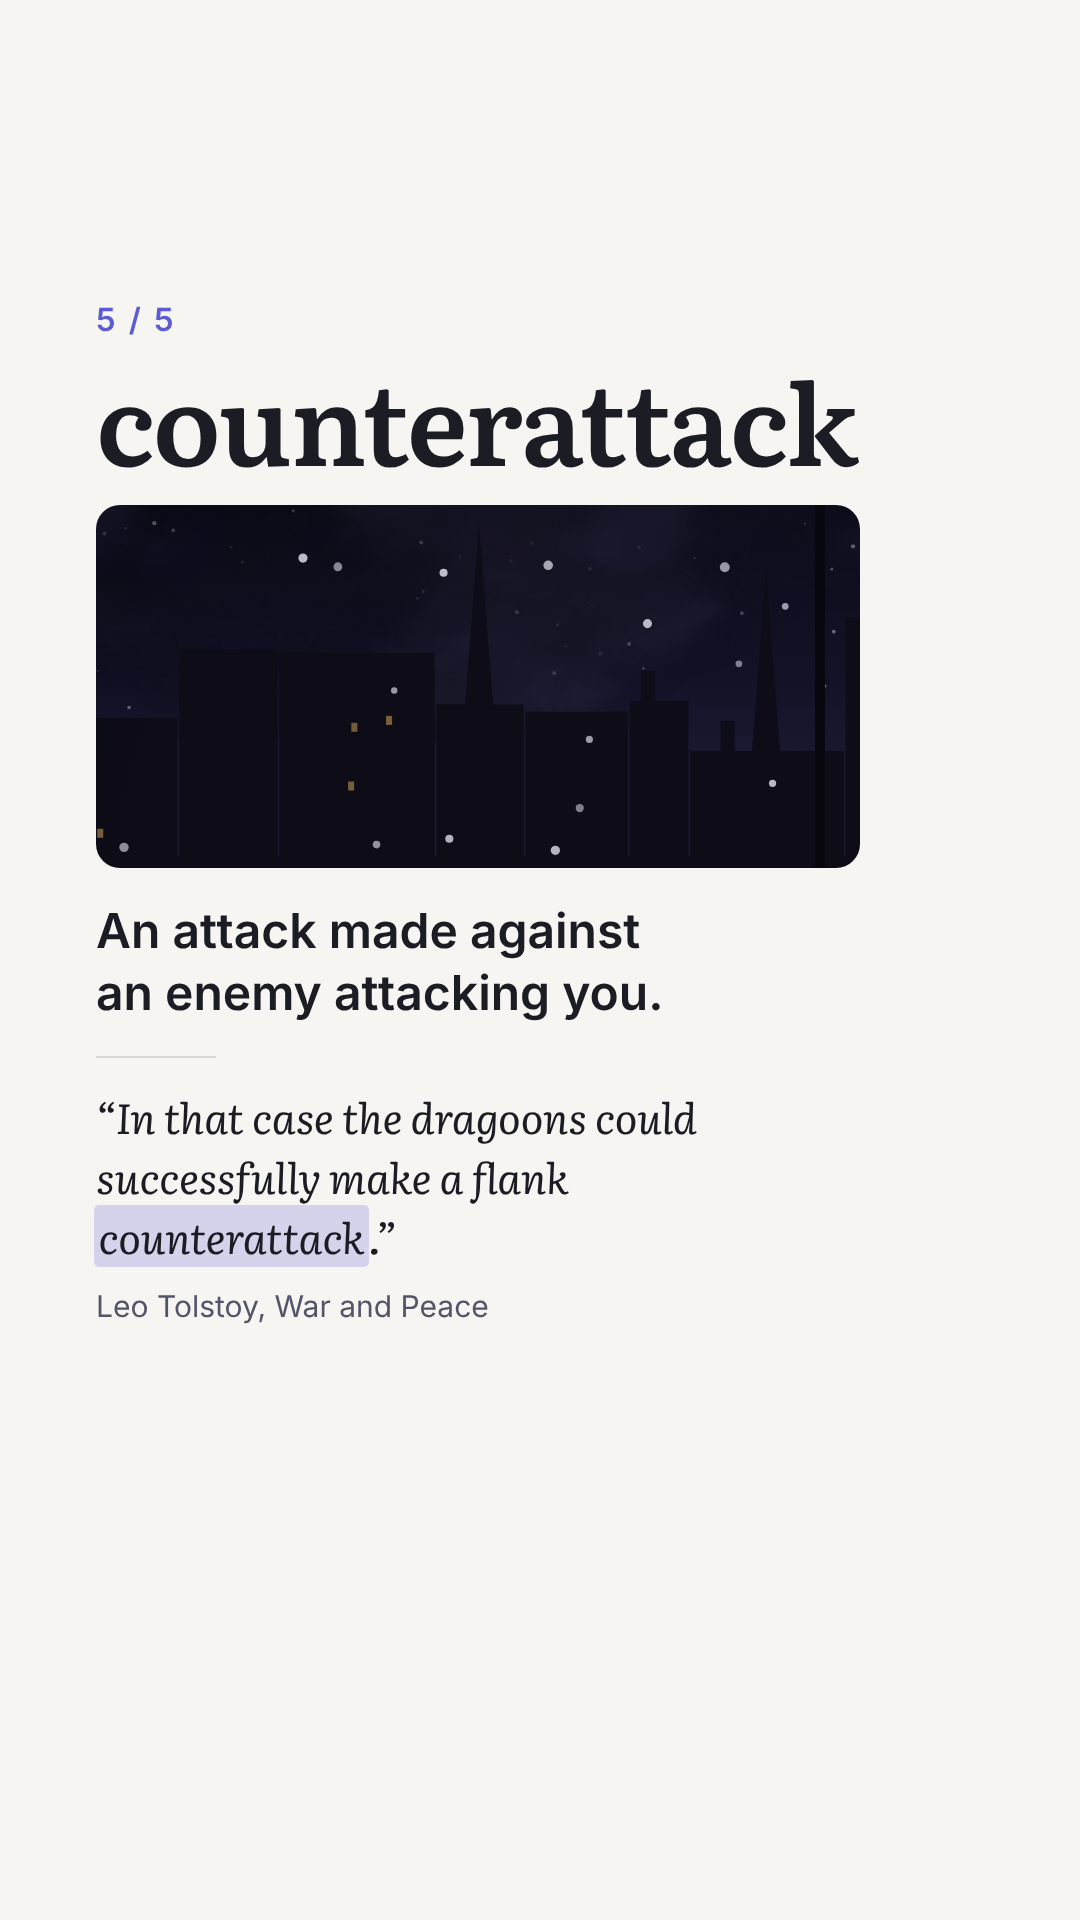 5 / 5
counterattack
An attack made against
an enemy attacking you.
“In that case the dragoons could
successfully make a flank
counterattack.”
Leo Tolstoy, War and Peace